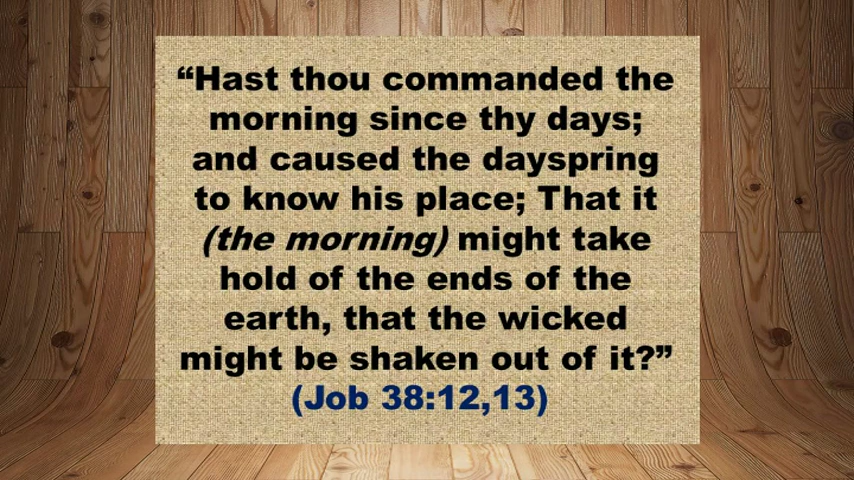 “Hast thou commanded the
morning since thy days;
and caused the dayspring
to know his place; That it
(the morning) might take
hold of the ends of the
earth, that the wicked
might be shaken out of it?”
(Job 38:12,13)